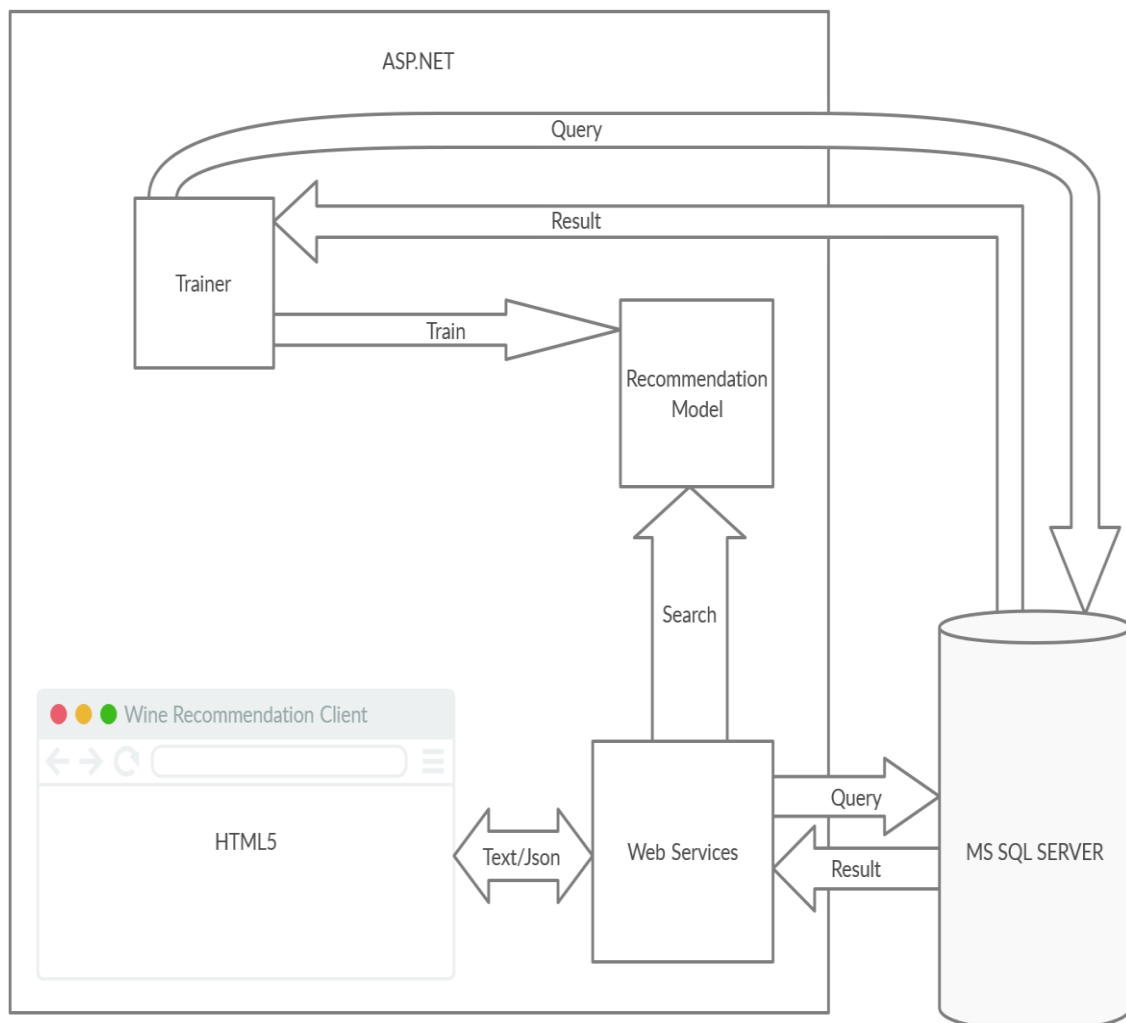 ASP.NET
Query
Result
Trainer
Train
Recommendation
Model
Search
Wine Recommendation Client
HTML5
Text/Json
Web Services
Query
Result
MS SQL SERVER